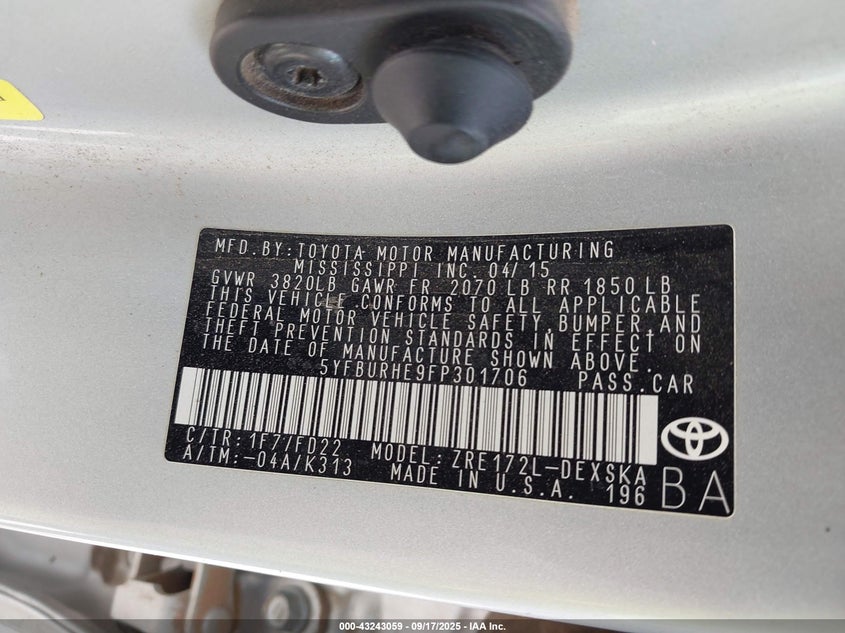 MFD. BY: TOYOTA MOTOR MANUFACTURING
MISSISSIPPI INC. 04/15
GVWR 3820LB GAWR FR 2070 LB RR 1850 LB
THIS VEHICLE CONFORMS TO ALL APPLICABLE
FEDERAL MOTOR VEHICLE SAFETY, BUMPER, AND
THEFT PREVENTION STANDARDS IN EFFECT ON
THE DATE OF MANUFACTURE SHOWN ABOVE.
5YFBURHE9FP301706 PASS. CAR
C/TR: 1F77/FD22 MODEL: ZRE172L-DEXSKA
A/TM: -04A/K313 MADE IN U.S.A. 196
BA
000-43243059 - 09/17/2025 - IAA Inc.